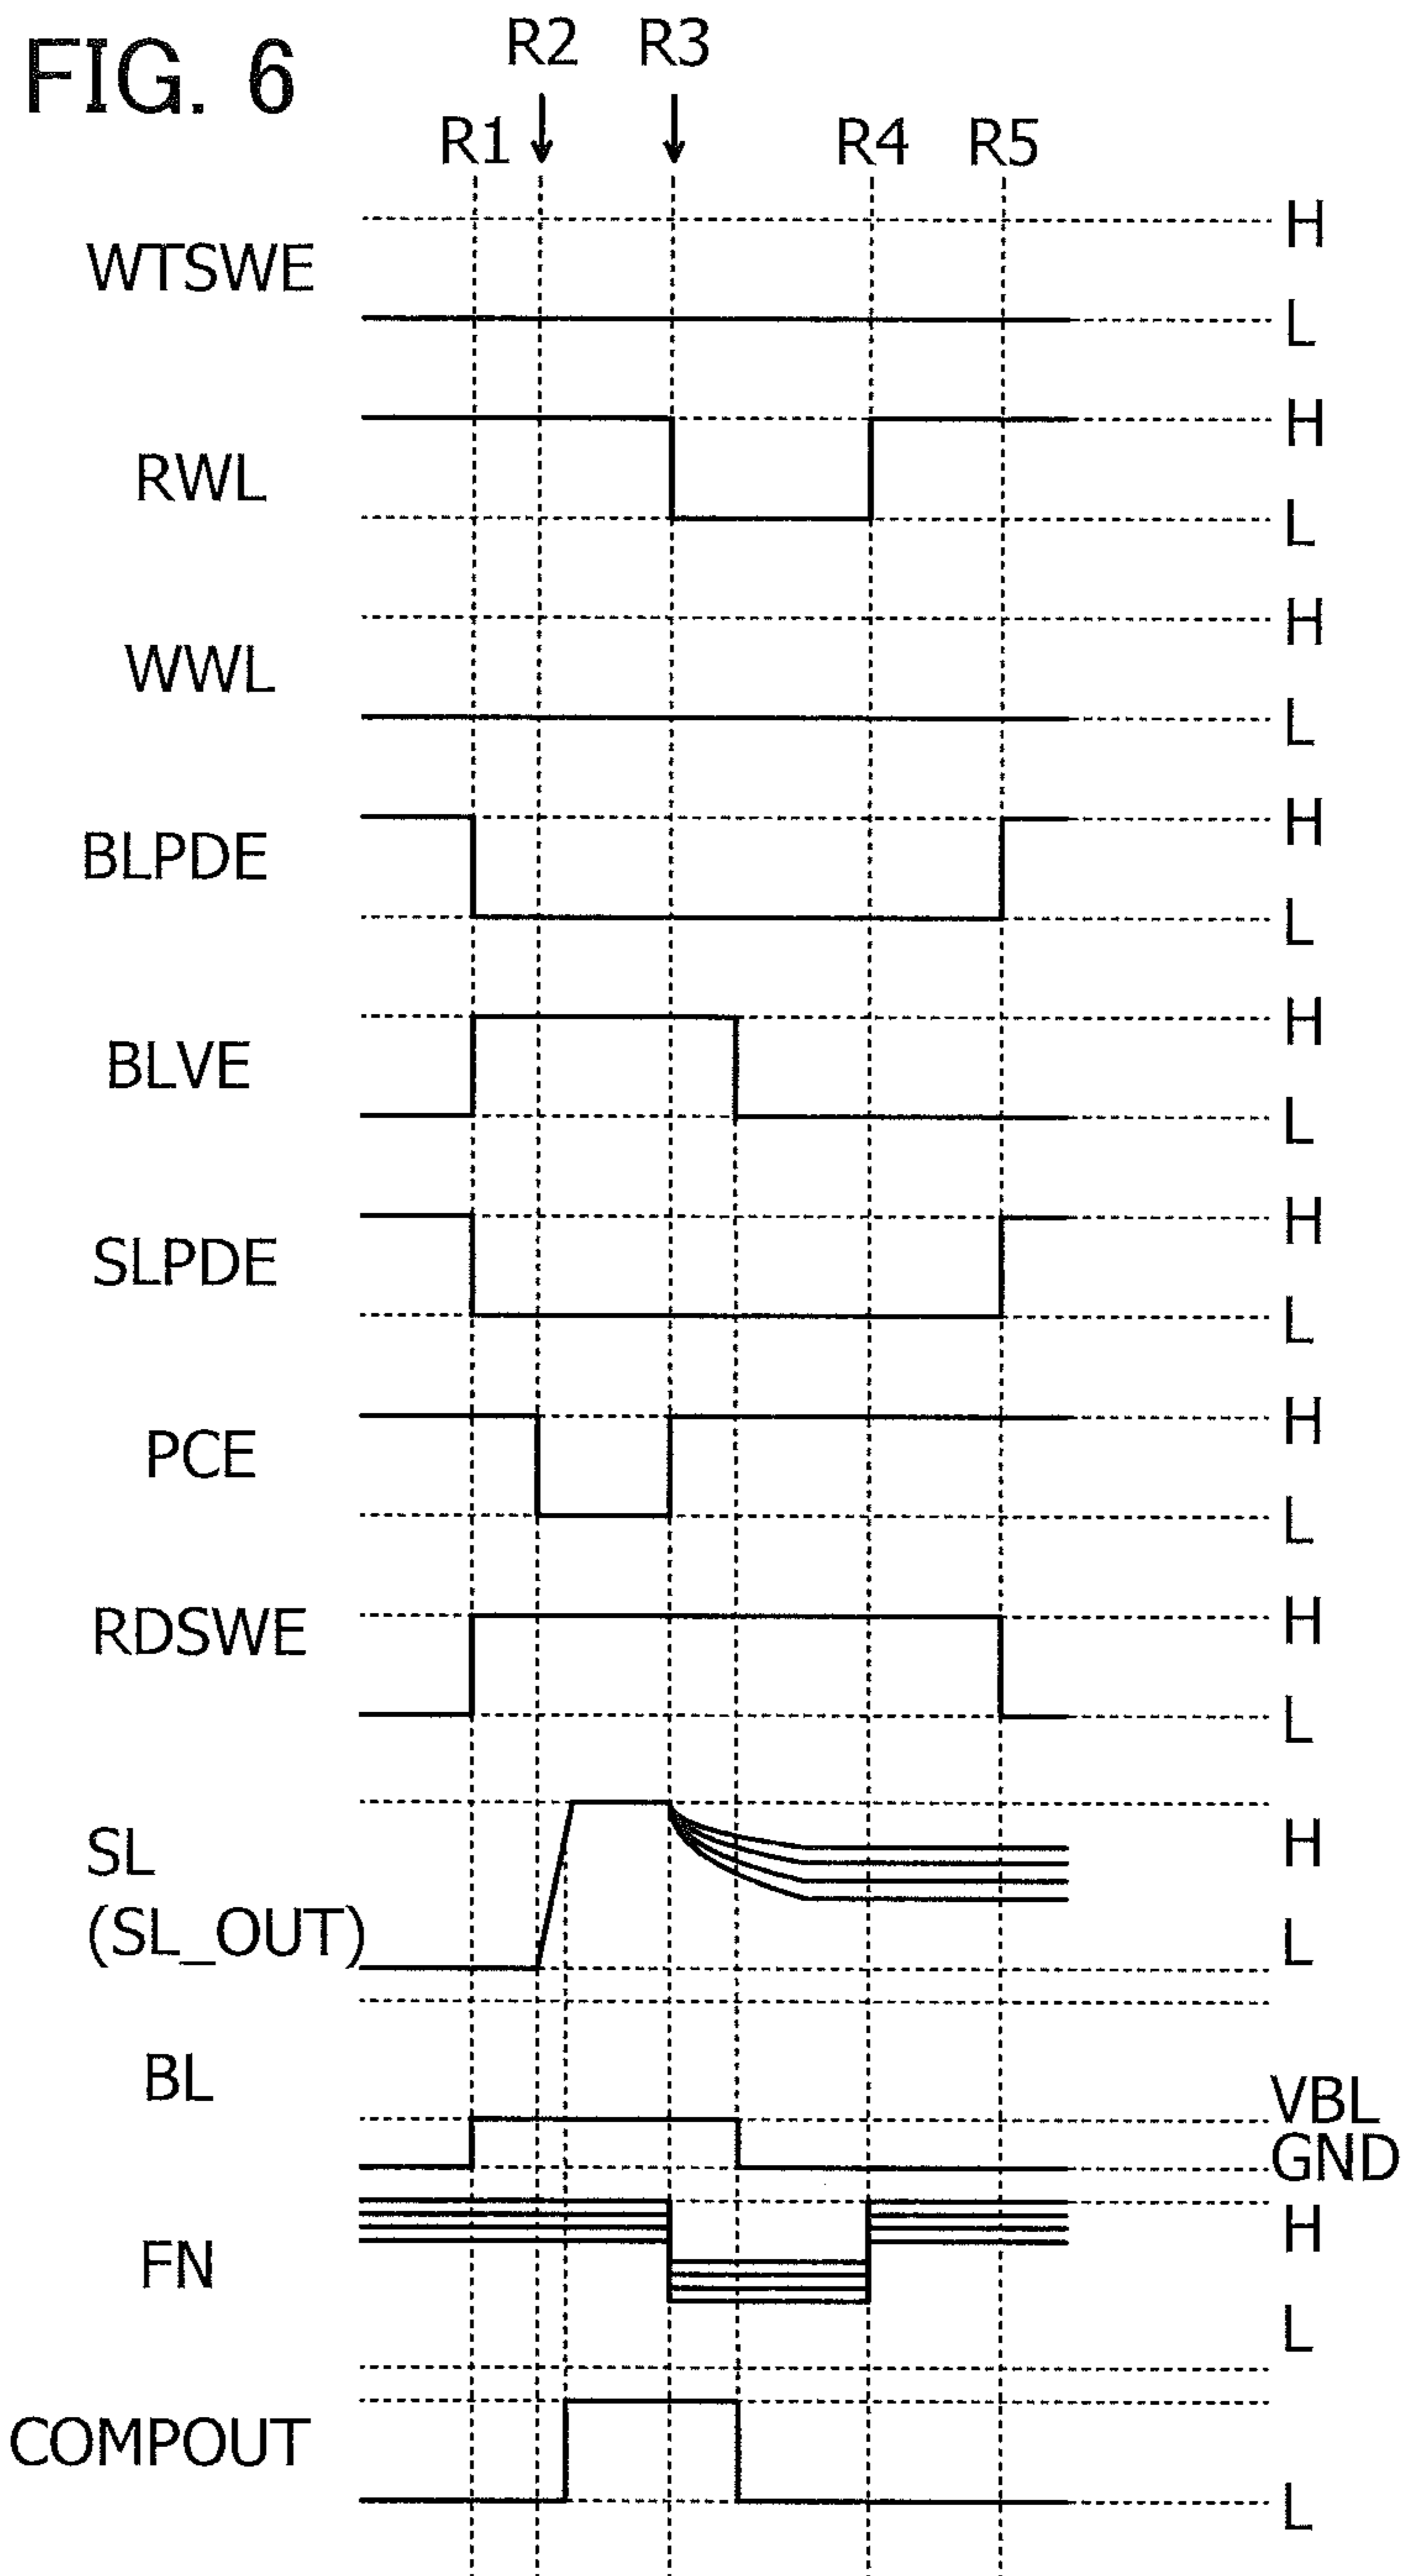 FIG. 6
R2 R3
R1 R4 R5
WTSWE H
L
RWL H
L
WWL H
L
BLPDE H
L
BLVE H
L
SLPDE H
L
PCE H
L
RDSWE H
L
SL H
(SL_OUT) L
BL VBL
GND
FN H
L
COMPOUT
L